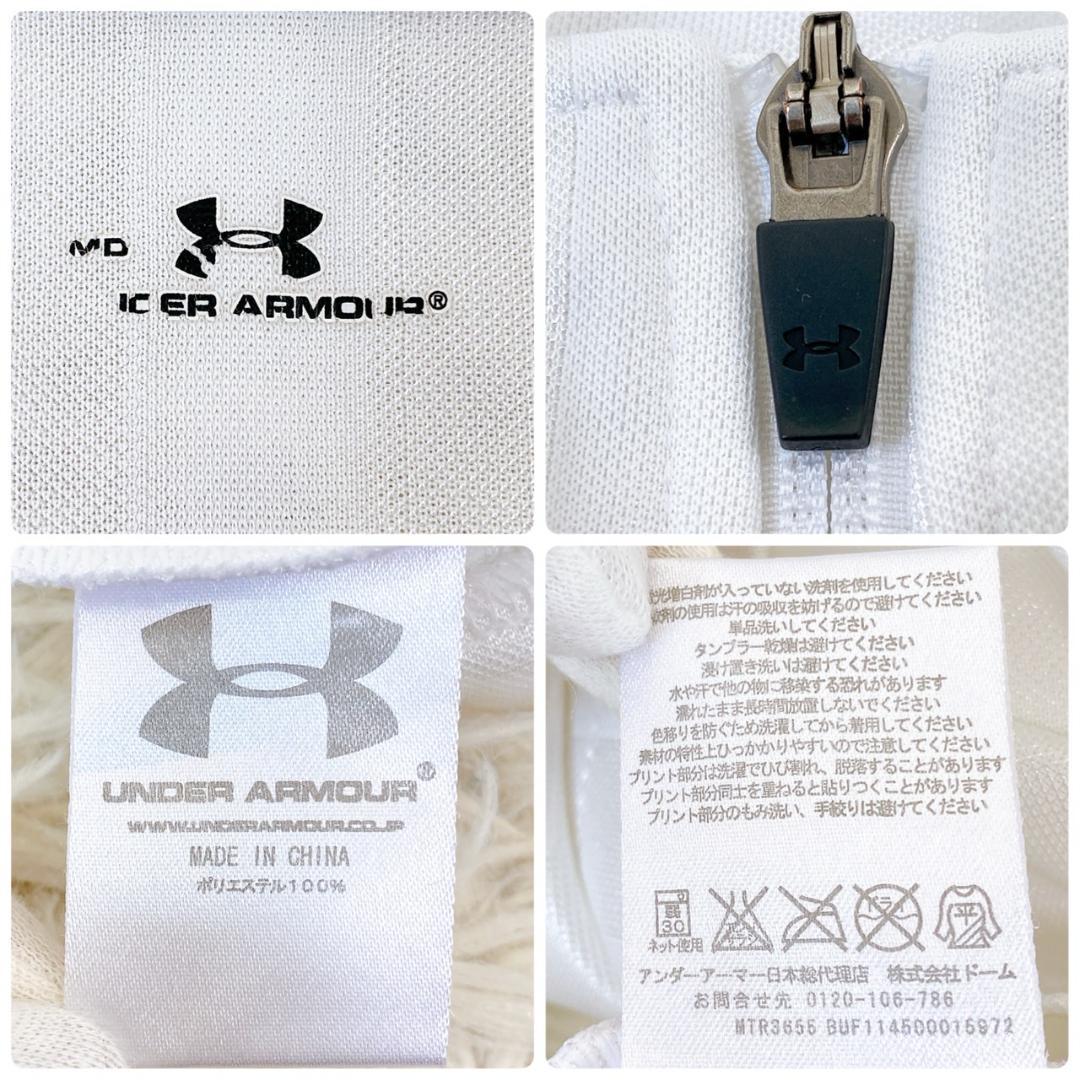 MD
ER ARMOUR®
UNDER ARMOUR®
WWW.UNDERARMOUR.CO.JP
MADE IN CHINA
ポリエステル100%
光増白剤が入っていない洗剤を使用してください
剤の使用は汗の吸収を妨げるので避けてください
単品洗いしてください
タンブラー乾燥は避けてください
浸け置き洗いは避けてください
水や汗で他の物に移染する恐れがあります
濡れたまま長時間放置しないでください
色移りを防ぐため洗濯してから着用してください
素材の特性上ひっかかりやすいので注意してください
プリント部分は洗濯でひび割れ、脱落することがあります
プリント部分同士を重ねると貼りつくことがあります
プリント部分のもみ洗い、手絞りは避けてください
弱 30 エンソ サラシ ドライ 平
ネット使用
アンダーアーマー日本総代理店 株式会社ドーム
お問合せ先 0120-106-786
MTR3655 BUF114500015972